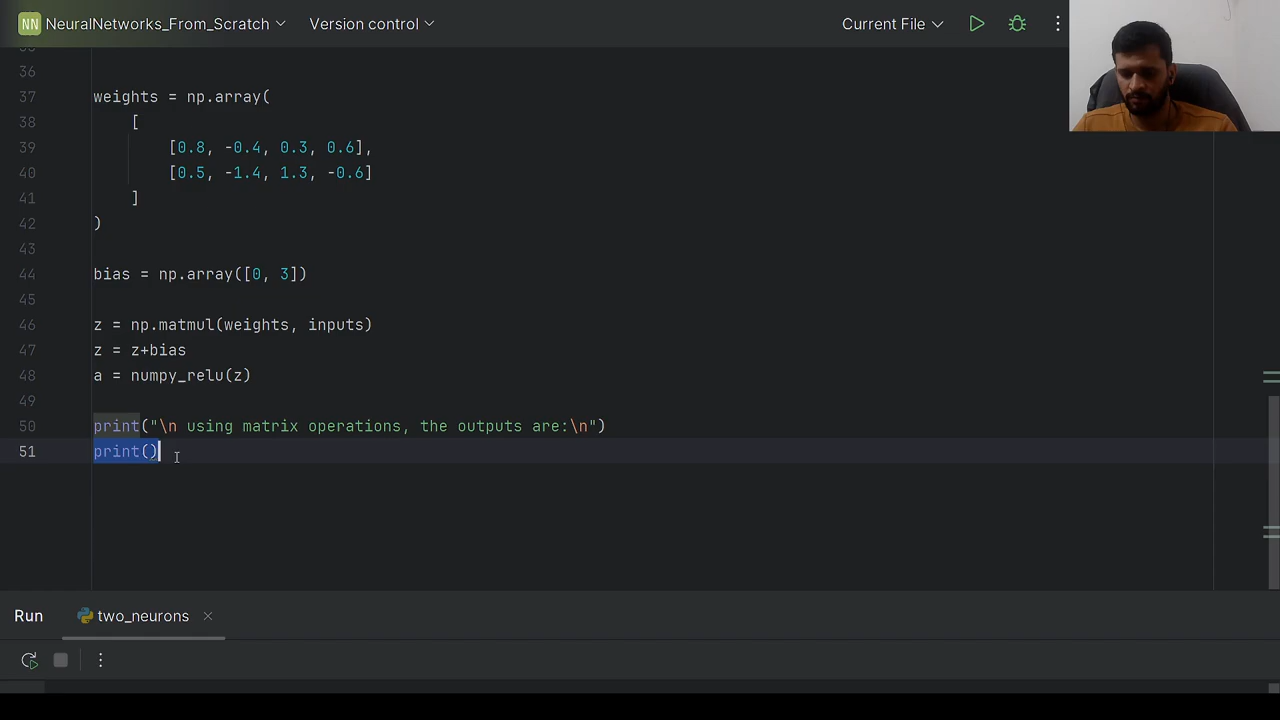 NN NeuralNetworks_From_Scratch Version control Current File
36
37 weights = np.array(
38 [
39 [0.8, -0.4, 0.3, 0.6],
40 [0.5, -1.4, 1.3, -0.6]
41 ]
42 )
43
44 bias = np.array([0, 3])
45
46 z = np.matmul(weights, inputs)
47 z = z+bias
48 a = numpy_relu(z)
49
50 print("\n using matrix operations, the outputs are:\n")
51 print()
Run two_neurons